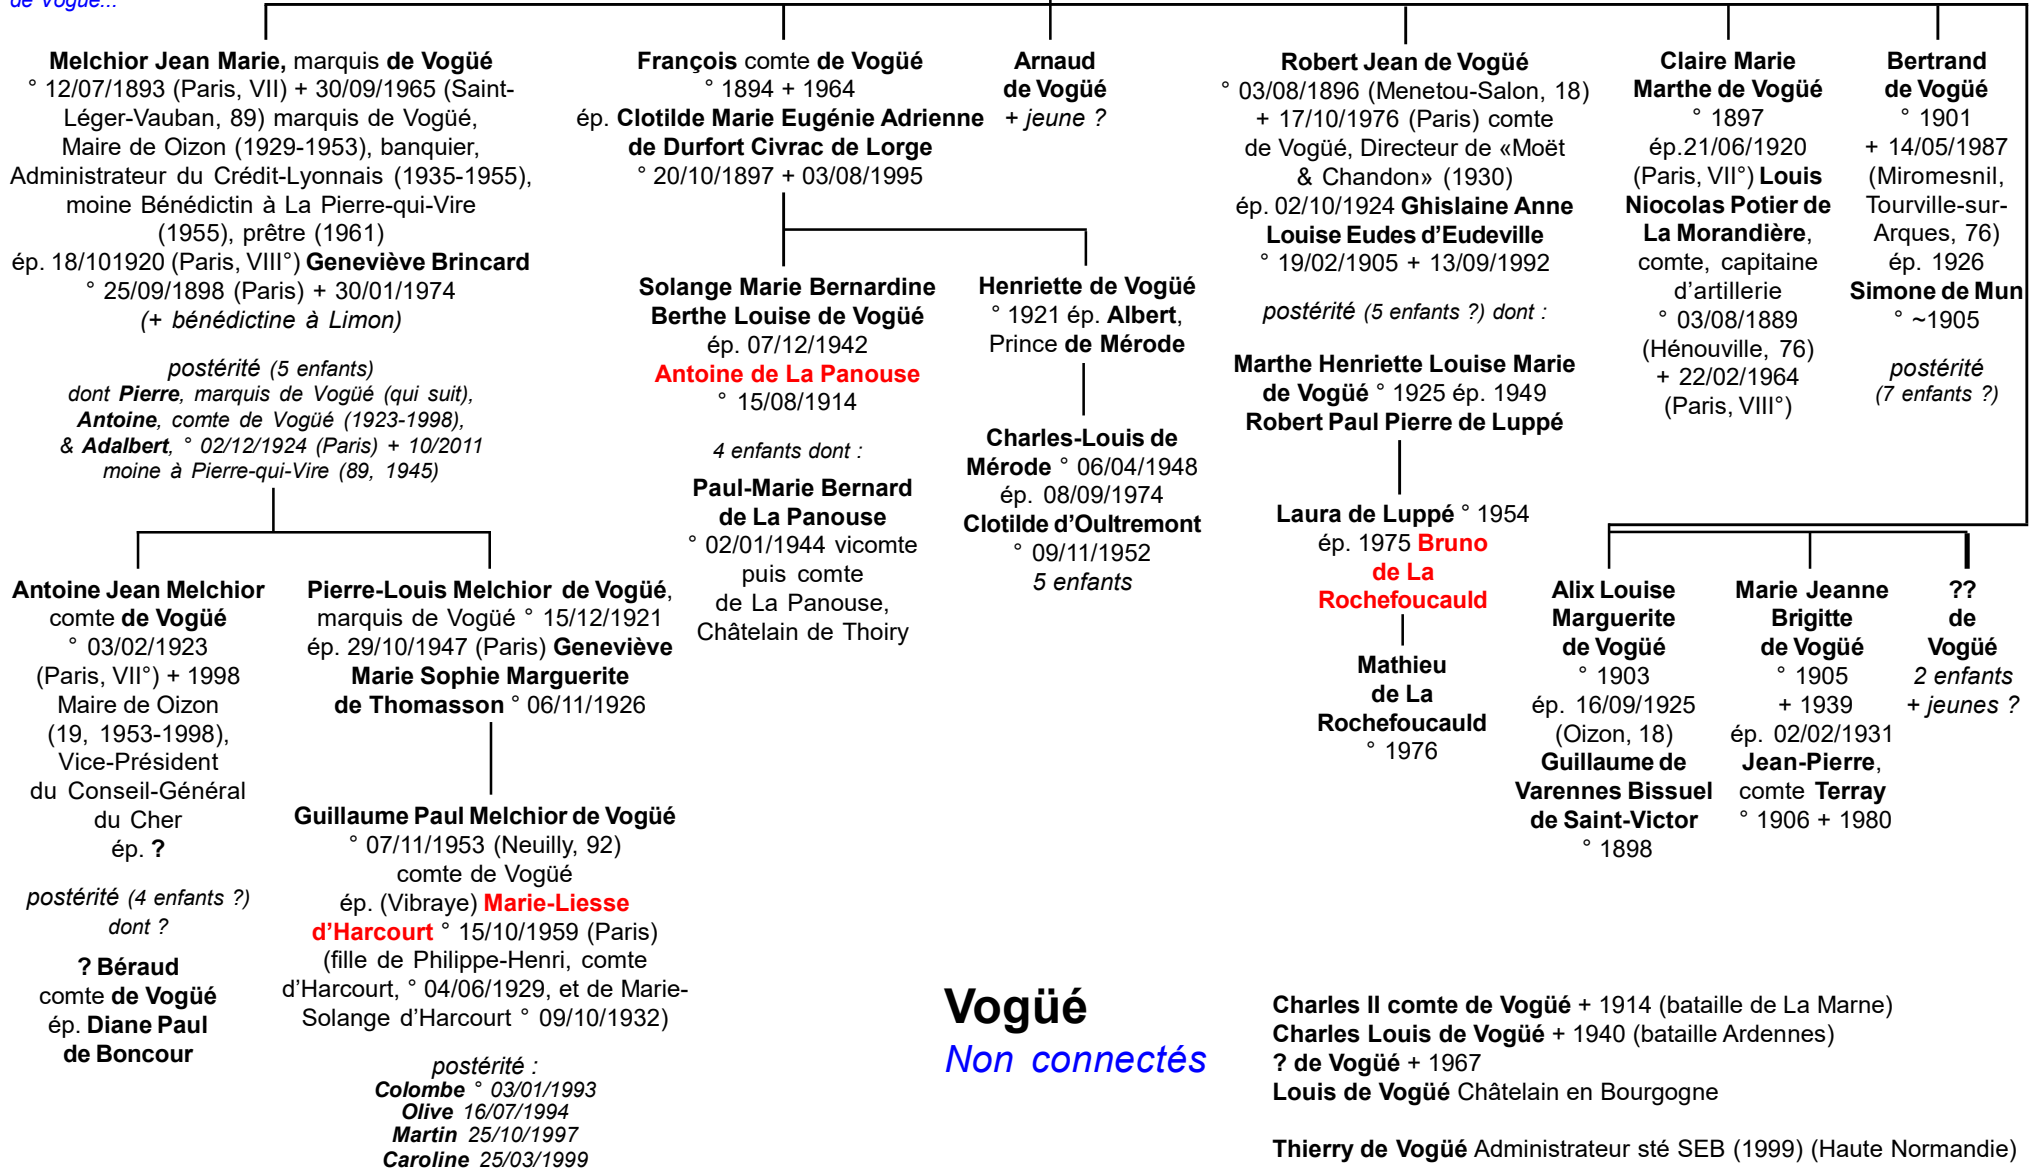 de Vogüé...
Melchior Jean Marie, marquis de Vogüé
° 12/07/1893 (Paris, VII) + 30/09/1965 (Saint-
Léger-Vauban, 89) marquis de Vogüé,
Maire de Oizon (1929-1953), banquier,
Administrateur du Crédit-Lyonnais (1935-1955),
moine Bénédictin à La Pierre-qui-Vire
(1955), prêtre (1961)
ép. 18/101920 (Paris, VIII°) Geneviève Brincard
° 25/09/1898 (Paris) + 30/01/1974
(+ bénédictine à Limon)
postérité (5 enfants)
dont Pierre, marquis de Vogüé (qui suit),
Antoine, comte de Vogüé (1923-1998),
& Adalbert, ° 02/12/1924 (Paris) + 10/2011
moine à Pierre-qui-Vire (89, 1945)
Antoine Jean Melchior
comte de Vogüé
° 03/02/1923
(Paris, VII°) + 1998
Maire de Oizon
(19, 1953-1998),
Vice-Président
du Conseil-Général
du Cher
ép. ?
postérité (4 enfants ?)
dont ?
? Béraud
comte de Vogüé
ép. Diane Paul
de Boncour
Pierre-Louis Melchior de Vogüé,
marquis de Vogüé ° 15/12/1921
ép. 29/10/1947 (Paris) Geneviève
Marie Sophie Marguerite
de Thomasson ° 06/11/1926
Guillaume Paul Melchior de Vogüé
° 07/11/1953 (Neuilly, 92)
comte de Vogüé
ép. (Vibraye) Marie-Liesse
d'Harcourt ° 15/10/1959 (Paris)
(fille de Philippe-Henri, comte
d'Harcourt, ° 04/06/1929, et de Marie-
Solange d'Harcourt ° 09/10/1932)
postérité :
Colombe ° 03/01/1993
Olive 16/07/1994
Martin 25/10/1997
Caroline 25/03/1999
François comte de Vogüé
° 1894 + 1964
ép. Clotilde Marie Eugénie Adrienne
de Durfort Civrac de Lorge
° 20/10/1897 + 03/08/1995
Solange Marie Bernardine
Berthe Louise de Vogüé
ép. 07/12/1942
Antoine de La Panouse
° 15/08/1914
4 enfants dont :
Paul-Marie Bernard
de La Panouse
° 02/01/1944 vicomte
puis comte
de La Panouse,
Châtelain de Thoiry
Henriette de Vogüé
° 1921 ép. Albert,
Prince de Mérode
Charles-Louis de
Mérode ° 06/04/1948
ép. 08/09/1974
Clotilde d'Oultremont
° 09/11/1952
5 enfants
Arnaud
de Vogüé
+ jeune ?
Robert Jean de Vogüé
° 03/08/1896 (Menetou-Salon, 18)
+ 17/10/1976 (Paris) comte
de Vogüé, Directeur de «Moët
& Chandon» (1930)
ép. 02/10/1924 Ghislaine Anne
Louise Eudes d'Eudeville
° 19/02/1905 + 13/09/1992
postérité (5 enfants ?) dont :
Marthe Henriette Louise Marie
de Vogüé ° 1925 ép. 1949
Robert Paul Pierre de Luppé
Laura de Luppé ° 1954
ép. 1975 Bruno
de La
Rochefoucauld
Mathieu
de La
Rochefoucauld
° 1976
Claire Marie
Marthe de Vogüé
° 1897
ép.21/06/1920
(Paris, VII°) Louis
Niocolas Potier de
La Morandière,
comte, capitaine
d'artillerie
° 03/08/1889
(Hénouville, 76)
+ 22/02/1964
(Paris, VIII°)
Bertrand
de Vogüé
° 1901
+ 14/05/1987
(Miromesnil,
Tourville-sur-
Arques, 76)
ép. 1926
Simone de Mun
° ~1905
postérité
(7 enfants ?)
Alix Louise
Marguerite
de Vogüé
° 1903
ép. 16/09/1925
(Oizon, 18)
Guillaume de
Varennes Bissuel
de Saint-Victor
° 1898
Marie Jeanne
Brigitte
de Vogüé
° 1905
+ 1939
ép. 02/02/1931
Jean-Pierre,
comte Terray
° 1906 + 1980
??
de
Vogüé
2 enfants
+ jeunes ?
Vogüé
Non connectés
Charles II comte de Vogüé + 1914 (bataille de La Marne)
Charles Louis de Vogüé + 1940 (bataille Ardennes)
? de Vogüé + 1967
Louis de Vogüé Châtelain en Bourgogne
Thierry de Vogüé Administrateur sté SEB (1999) (Haute Normandie)